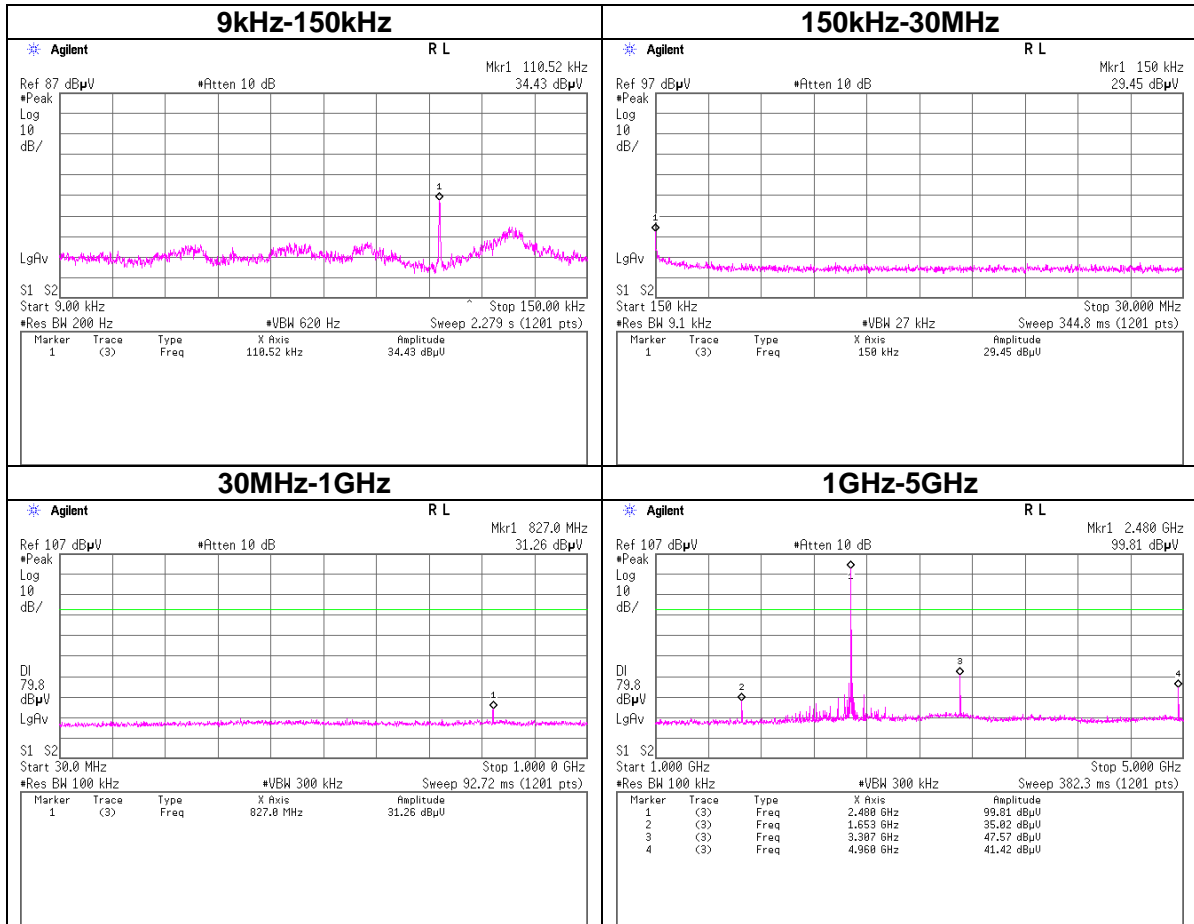 9kHz-150kHz
Agilent R L
Mkr1 110.52 kHz
Ref 87 dBµV #Atten 10 dB 34.43 dBµV
#Peak
Log
10
dB/
1
LgAv
S1 S2
Start 9.00 kHz ^ Stop 150.00 kHz
#Res BW 200 Hz #VBW 620 Hz Sweep 2.279 s (1201 pts)
Marker Trace Type X Axis Amplitude
1 (3) Freq 110.52 kHz 34.43 dBµV
150kHz-30MHz
Agilent R L
Mkr1 150 kHz
Ref 97 dBµV #Atten 10 dB 29.45 dBµV
#Peak
Log
10
dB/
1
LgAv
S1 S2
Start 150 kHz Stop 30.000 MHz
#Res BW 9.1 kHz #VBW 27 kHz Sweep 344.8 ms (1201 pts)
Marker Trace Type X Axis Amplitude
1 (3) Freq 150 kHz 29.45 dBµV
30MHz-1GHz
Agilent R L
Mkr1 827.0 MHz
Ref 107 dBµV #Atten 10 dB 31.26 dBµV
#Peak
Log
10
dB/
DI
79.8
dBµV
1
LgAv
S1 S2
Start 30.0 MHz Stop 1.000 0 GHz
#Res BW 100 kHz #VBW 300 kHz Sweep 92.72 ms (1201 pts)
Marker Trace Type X Axis Amplitude
1 (3) Freq 827.0 MHz 31.26 dBµV
1GHz-5GHz
Agilent R L
Mkr1 2.480 GHz
Ref 107 dBµV #Atten 10 dB 99.81 dBµV
#Peak
Log
10
dB/
1
3
DI
79.8
dBµV
2
4
LgAv
S1 S2
Start 1.000 GHz Stop 5.000 GHz
#Res BW 100 kHz #VBW 300 kHz Sweep 382.3 ms (1201 pts)
Marker Trace Type X Axis Amplitude
1 (3) Freq 2.480 GHz 99.81 dBµV
2 (3) Freq 1.653 GHz 35.02 dBµV
3 (3) Freq 3.307 GHz 47.57 dBµV
4 (3) Freq 4.960 GHz 41.42 dBµV